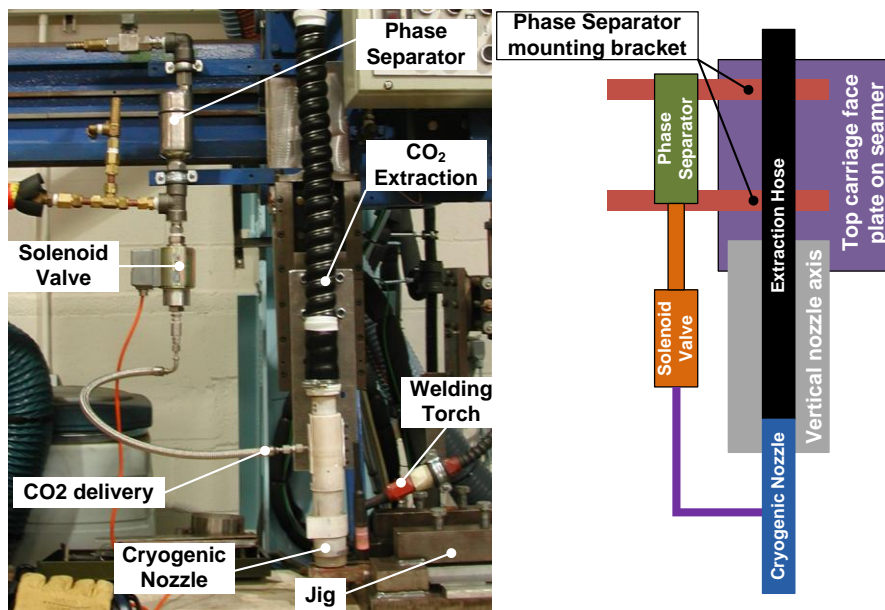 Phase
Separator
CO₂
Extraction
Solenoid
Valve
Welding
Torch
CO2 delivery
Cryogenic
Nozzle
Jig
Phase Separator
mounting bracket
Phase
Separator
Solenoid
Valve
Extraction Hose
Cryogenic Nozzle
Vertical nozzle axis
Top carriage face
plate on seamer